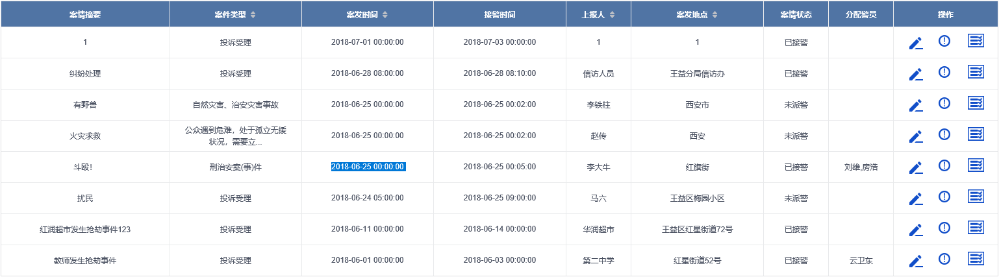 案情摘要 案件类型 案发时间 接警时间 上报人 案发地点 案情状态 分配警员 操作
1 投诉受理 2018-07-01 00:00:00 2018-07-03 00:00:00 1 1 已接警
纠纷处理 投诉受理 2018-06-28 08:00:00 2018-06-28 08:10:00 信访人员 王益分局信访办 已接警
有野兽 自然灾害、治安灾害事故 2018-06-25 00:00:00 2018-06-25 00:02:00 李铁柱 西安市 未派警
火灾求救 公众遇到危难，处于孤立无援 2018-06-25 00:00:00 2018-06-25 00:02:00 赵传 西安 未派警
状况，需要立...
斗殴！ 刑治安案(事)件 2018-06-25 00:00:00 2018-06-25 00:05:00 李大牛 红旗街 已接警 刘雄,房浩
扰民 投诉受理 2018-06-24 05:00:00 2018-06-25 09:00:00 马六 王益区梅园小区 未派警
红润超市发生抢劫事件123 投诉受理 2018-06-11 00:00:00 2018-06-14 00:00:00 华润超市 王益区红星街道72号 已接警
教师发生抢劫事件 投诉受理 2018-06-01 00:00:00 2018-06-03 00:00:00 第二中学 红星街道52号 已接警 云卫东